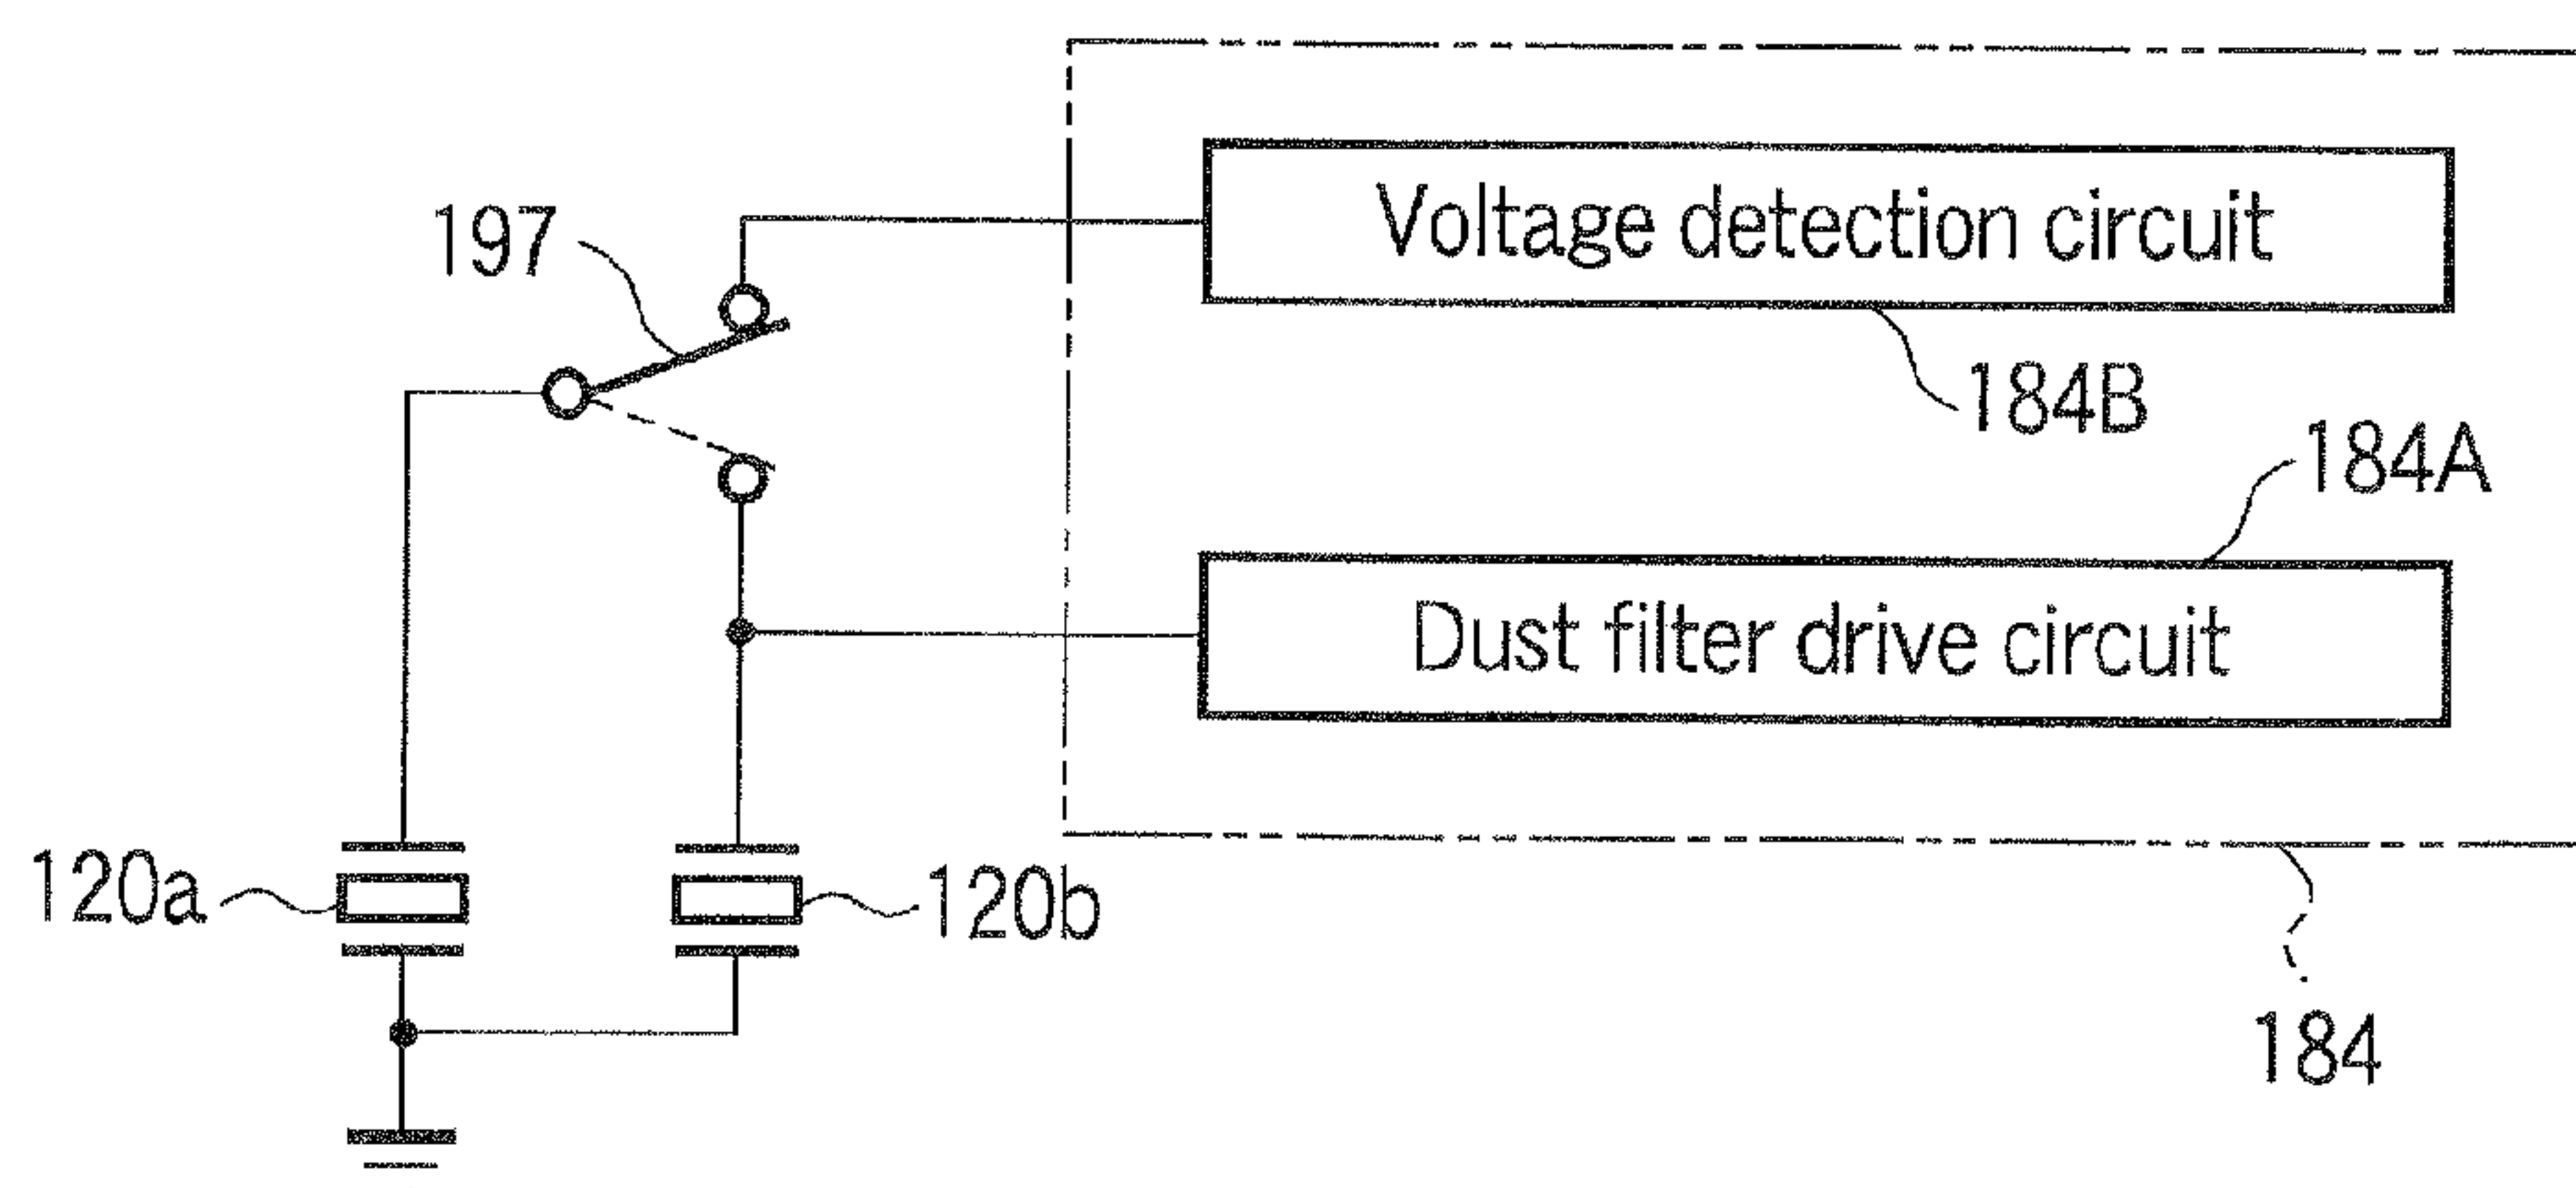 Voltage detection circuit
197
184B
184A
Dust filter drive circuit
120a
120b
184